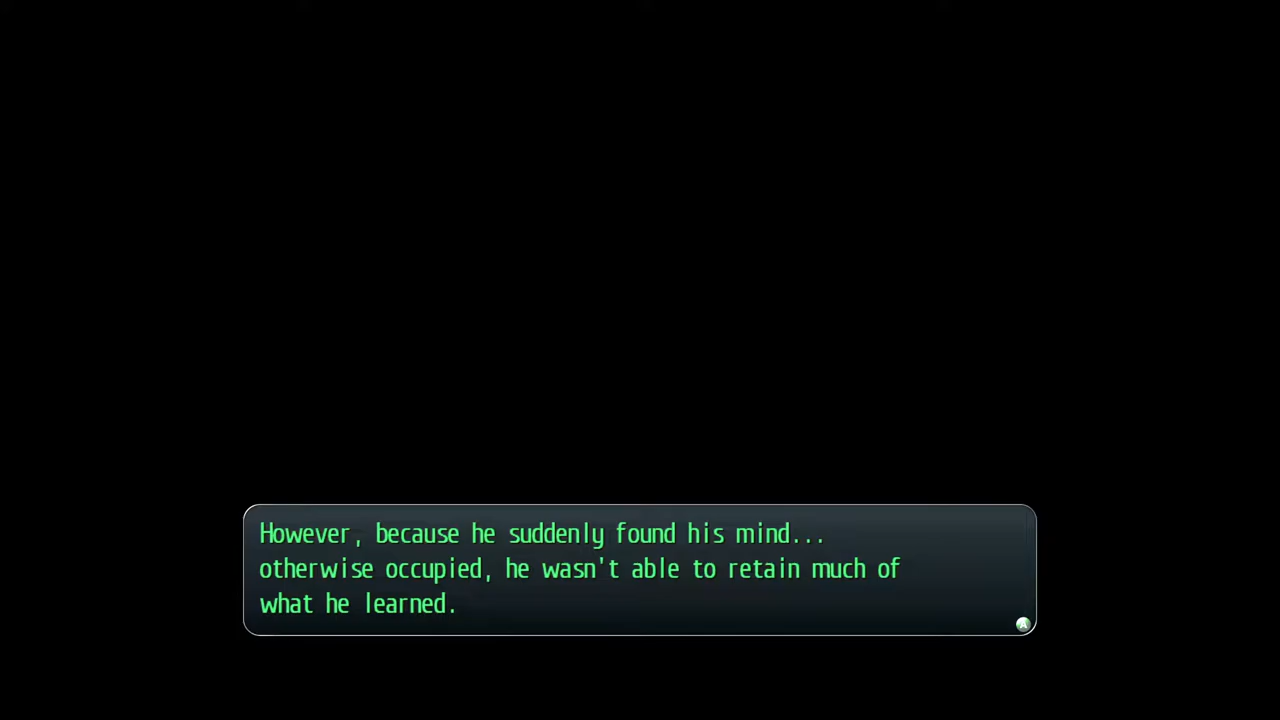 However, because he suddenly found his mind...
otherwise occupied, he wasn't able to retain much of
what he learned.
A